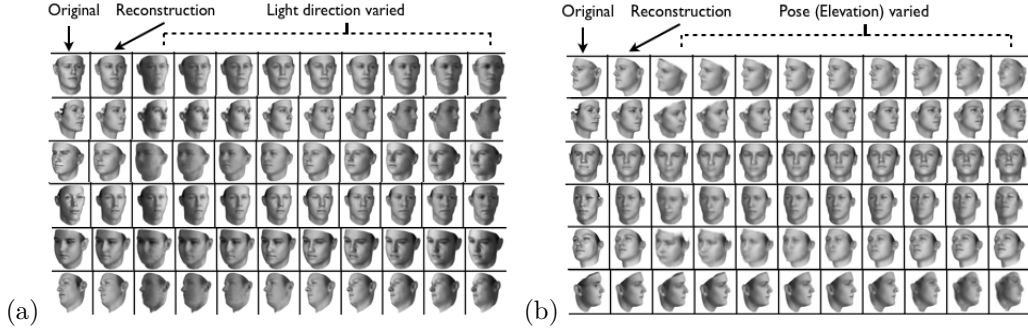 Original Reconstruction Light direction varied
(a)
Original Reconstruction Pose (Elevation) varied
(b)